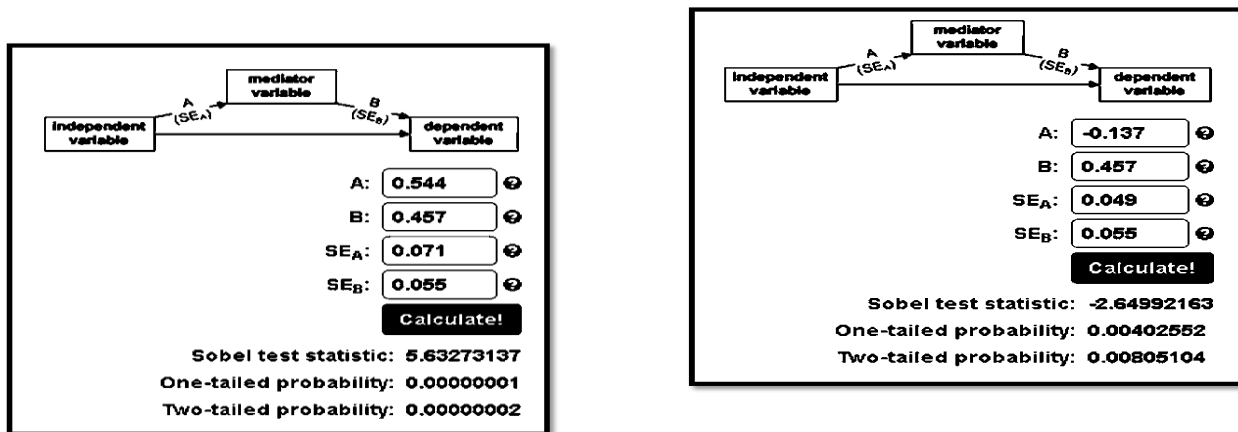 mediator
variable
A
(SEA)
B
(SEB)
independent
variable
dependent
variable
A: 0.544
B: 0.457
SEA: 0.071
SEB: 0.055
Calculate!
Sobel test statistic: 5.63273137
One-tailed probability: 0.00000001
Two-tailed probability: 0.00000002
mediator
variable
A
(SEA)
B
(SEB)
independent
variable
dependent
variable
A: -0.137
B: 0.457
SEA: 0.049
SEB: 0.055
Calculate!
Sobel test statistic: -2.64992163
One-tailed probability: 0.00402552
Two-tailed probability: 0.00805104